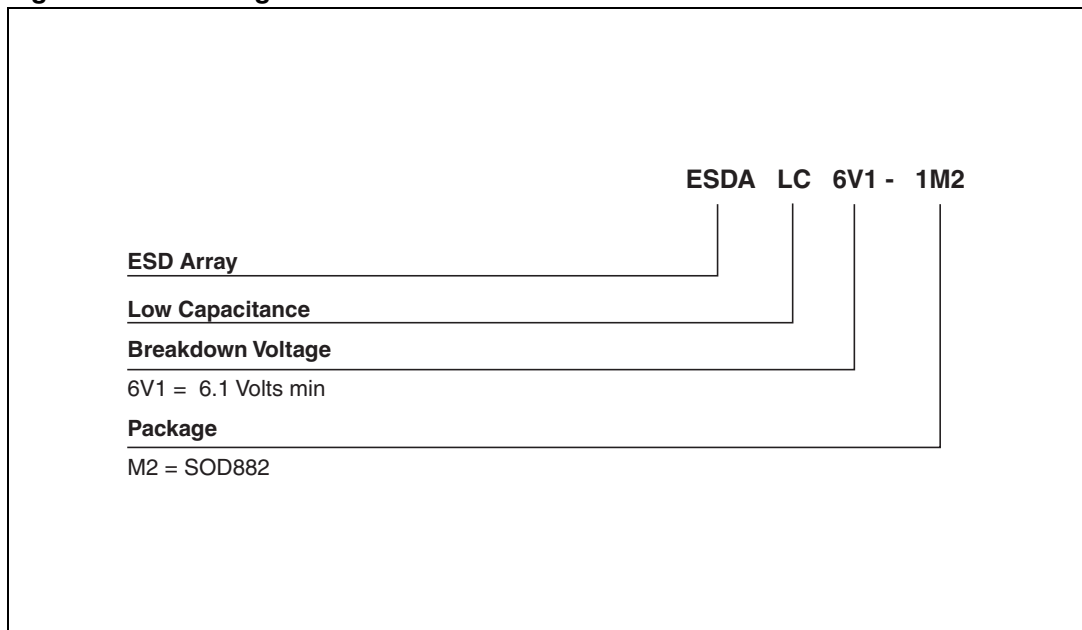 ESDA LC 6V1 - 1M2
ESD Array
Low Capacitance
Breakdown Voltage
6V1 = 6.1 Volts min
Package
M2 = SOD882